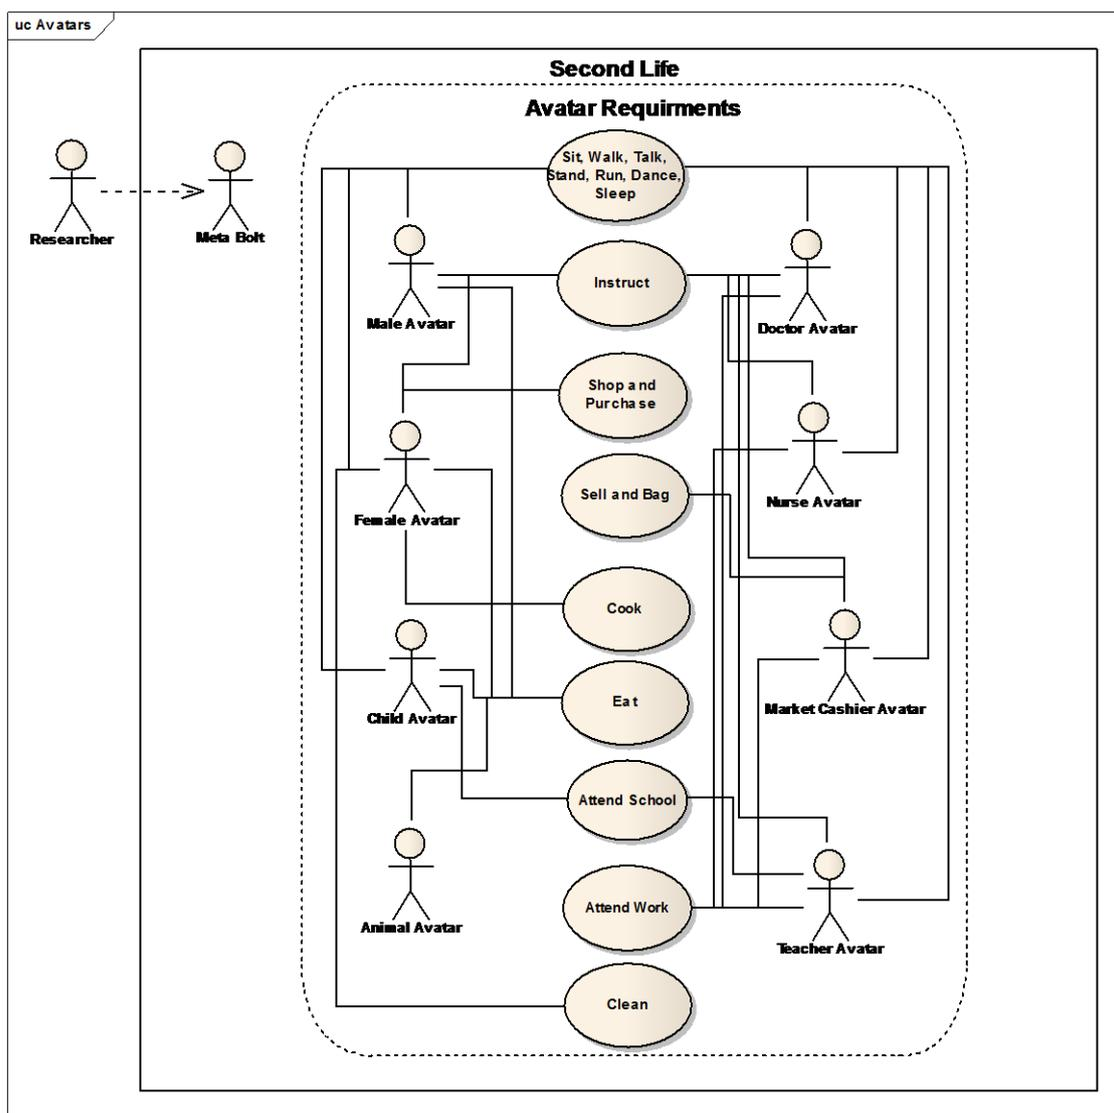 uc Avatars
Second Life
Avatar Requirments
Sit, Walk, Talk,
Stand, Run, Dance,
Sleep
Researcher
Meta Bolt
Male Avatar
Instruct
Doctor Avatar
Shop and
Purchase
Female Avatar
Sell and Bag
Nurse Avatar
Cook
Child Avatar
Eat
Market Cashier Avatar
Attend School
Animal Avatar
Attend Work
Teacher Avatar
Clean